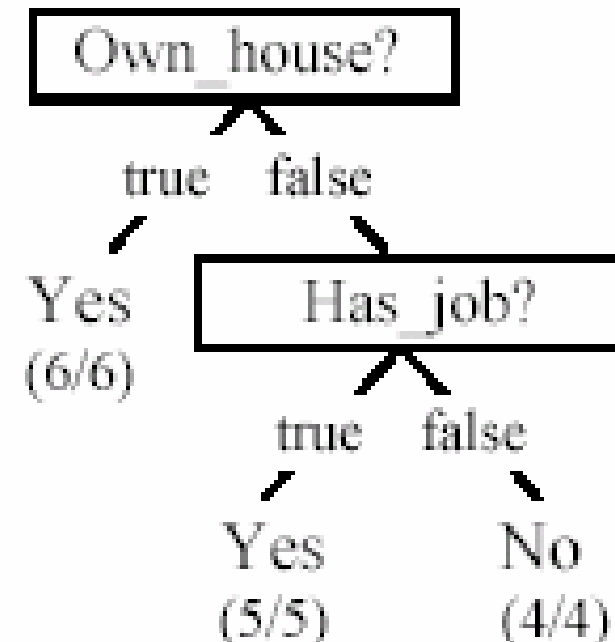 Own_house?
true false
Yes
(6/6)
Has_job?
true false
Yes No
(5/5) (4/4)